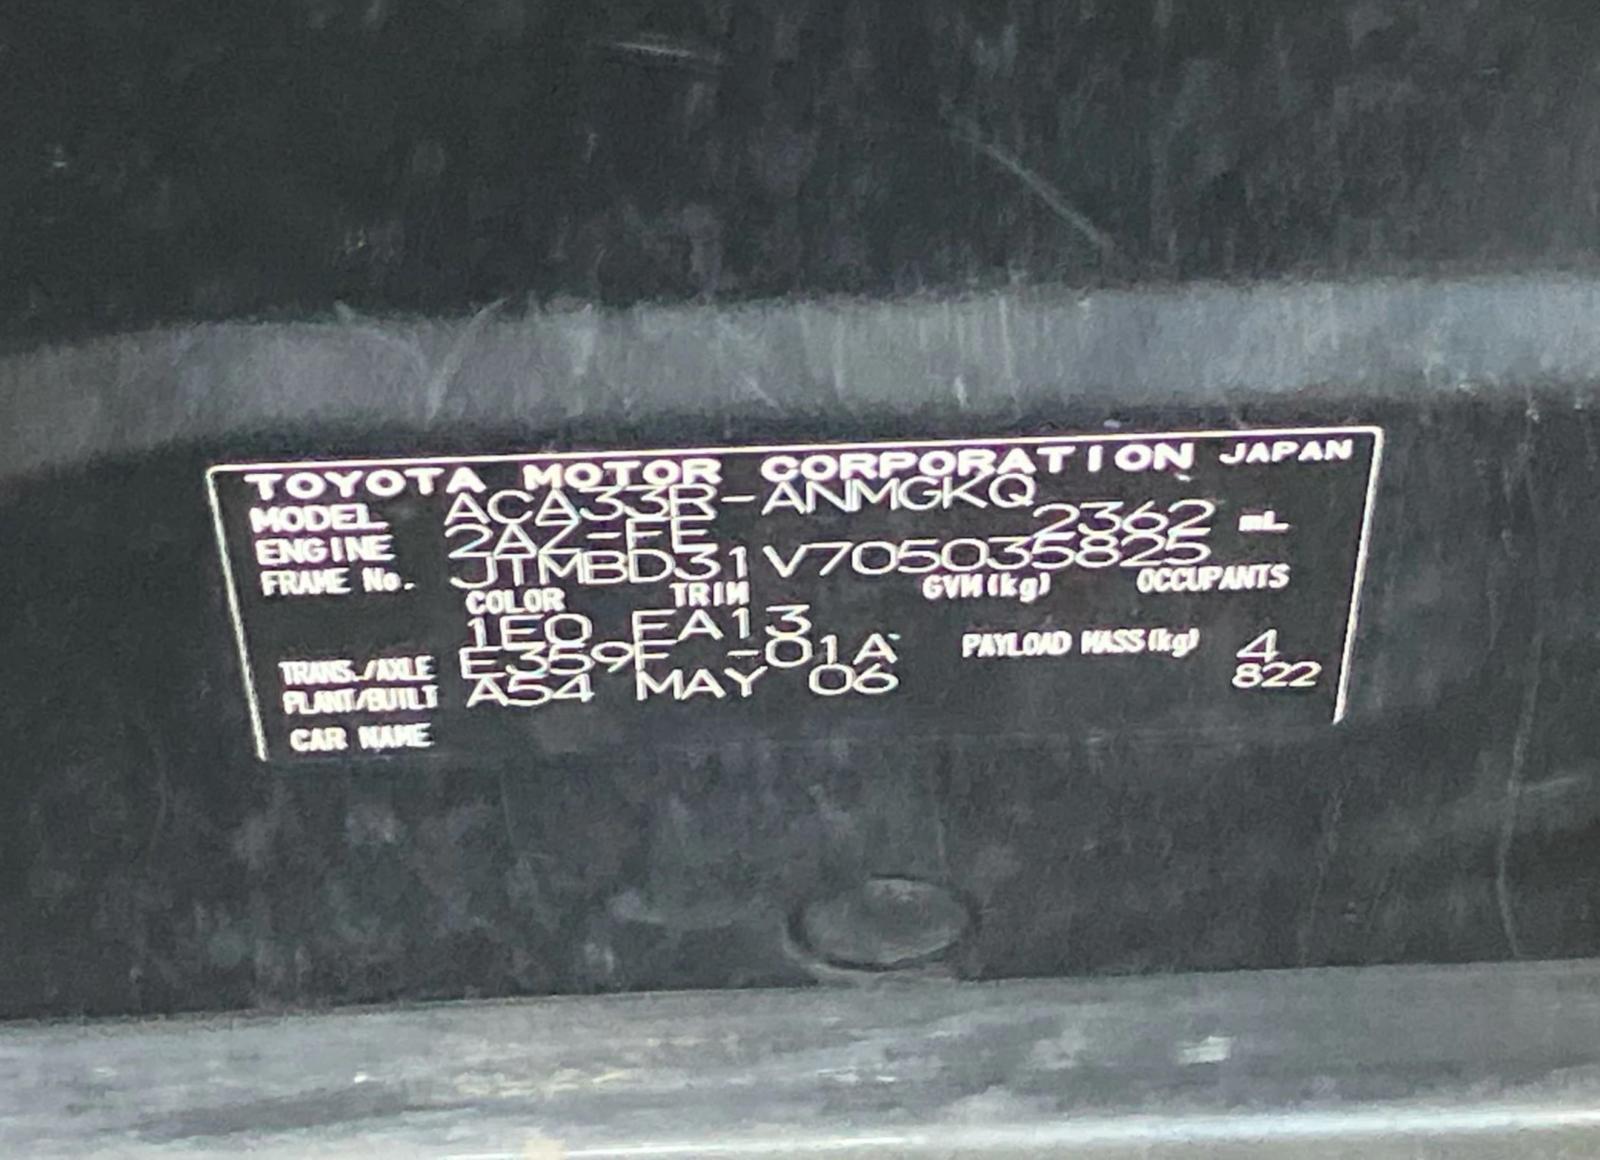 TOYOTA MOTOR CORPORATION JAPAN
MODEL ACA33R-ANMGKQ
ENGINE 2AZ-FE 2362 mL
FRAME No. JTMBD31V705035825
COLOR TRIM GVM(kg) OCCUPANTS
1E0 FA13
TRANS./AXLE E359F -01A PAYLOAD MASS(kg) 4
PLANT/BUILT A54 MAY 06 822
CAR NAME